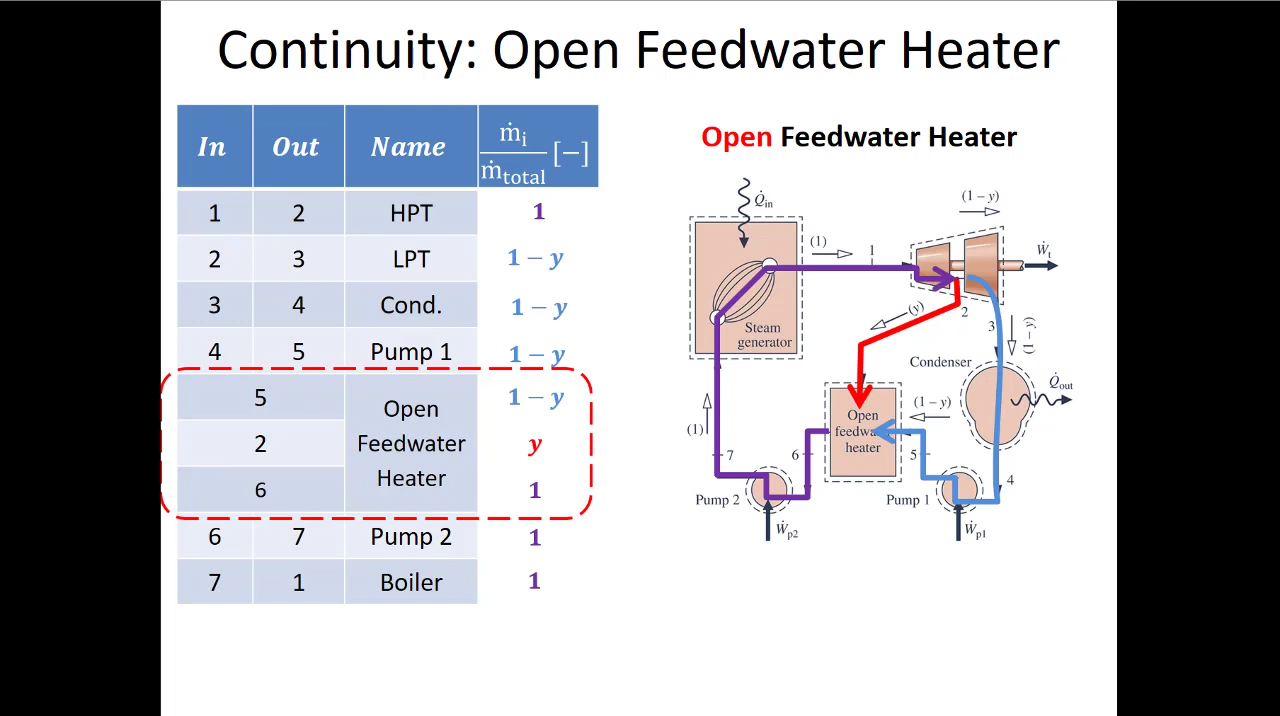 Continuity: Open Feedwater Heater
In Out Name ṁi/ṁtotal [−]
1 2 HPT 1
2 3 LPT 1 − y
3 4 Cond. 1 − y
4 5 Pump 1 1 − y
5 Open Feedwater Heater 1 − y
2 y
6 1
6 7 Pump 2 1
7 1 Boiler 1
Open Feedwater Heater
Q̇in
(1 – y)
(1)
1
Ẇt
Steam
generator
(y)
2
3
(1 – y)
Condenser
Q̇out
Open
feedwa
heater
(1 – y)
(1)
7
6
5
4
Pump 2
Pump 1
Ẇp2
Ẇp1